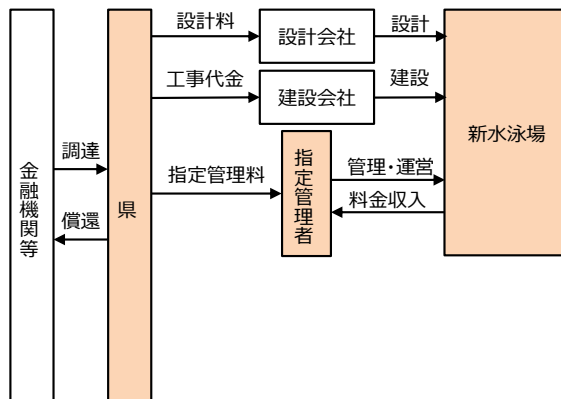 設計料
設計会社
設計
工事代金
建設会社
建設
新水泳場
調達
金融機関等
県
指定管理料
指定管理者
管理・運営
料金収入
償還